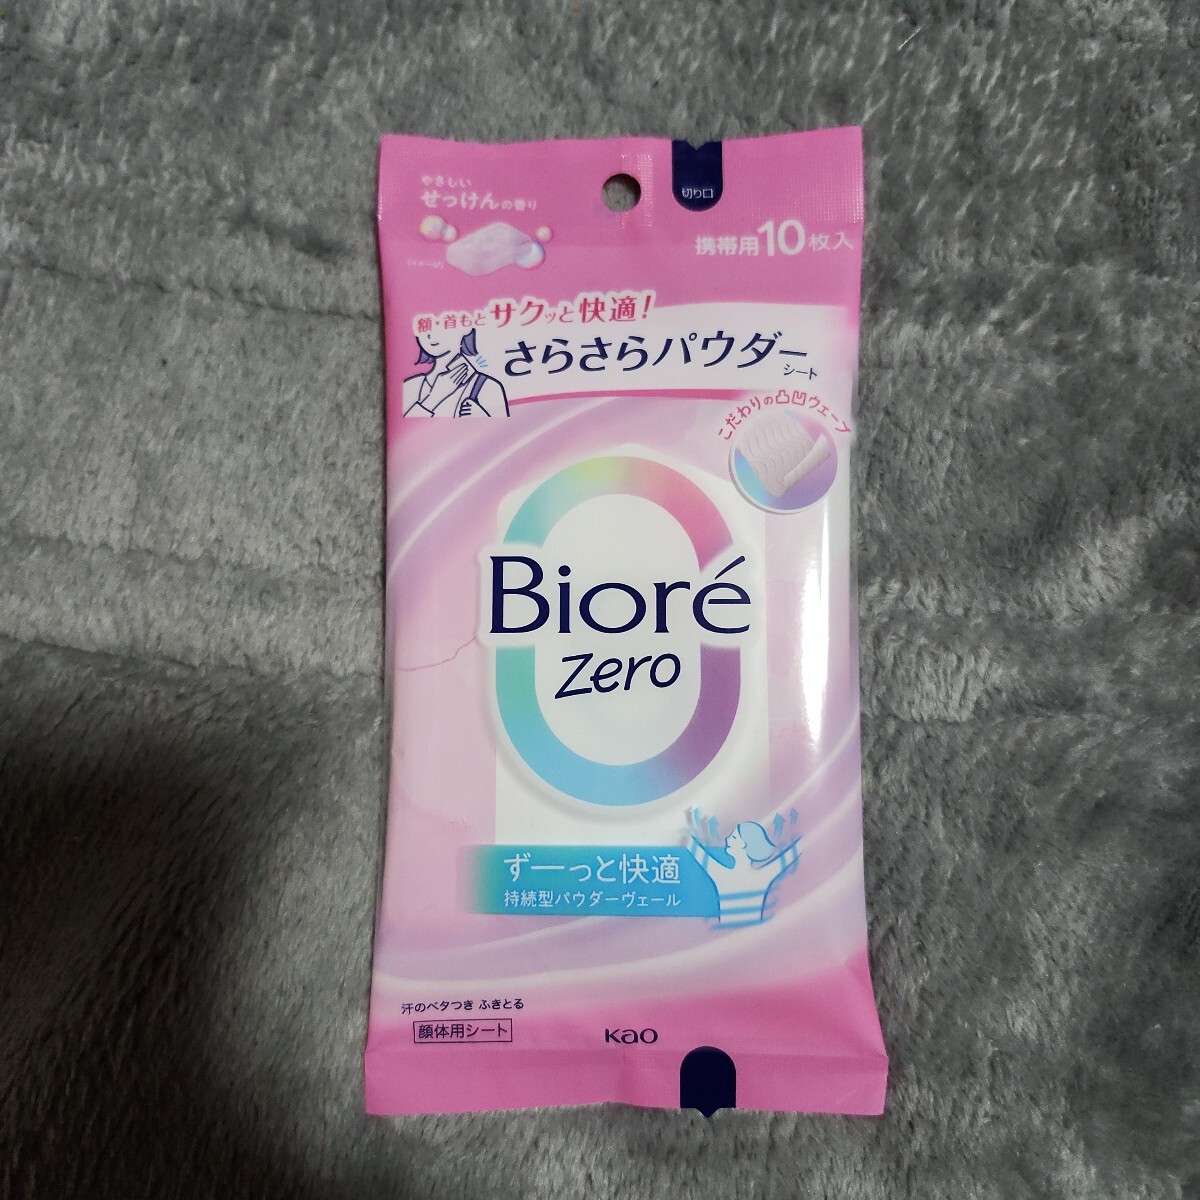 やさしい
せっけんの香り
(イメージ)
切り口
携帯用10枚入
額・首もとサクッと快適！
さらさらパウダー
シート
こだわりの凸凹ウェーブ
Bioré
zero
ずーっと快適
持続型パウダーヴェール
汗のベタつき ふきとる
顔体用シート
Kao